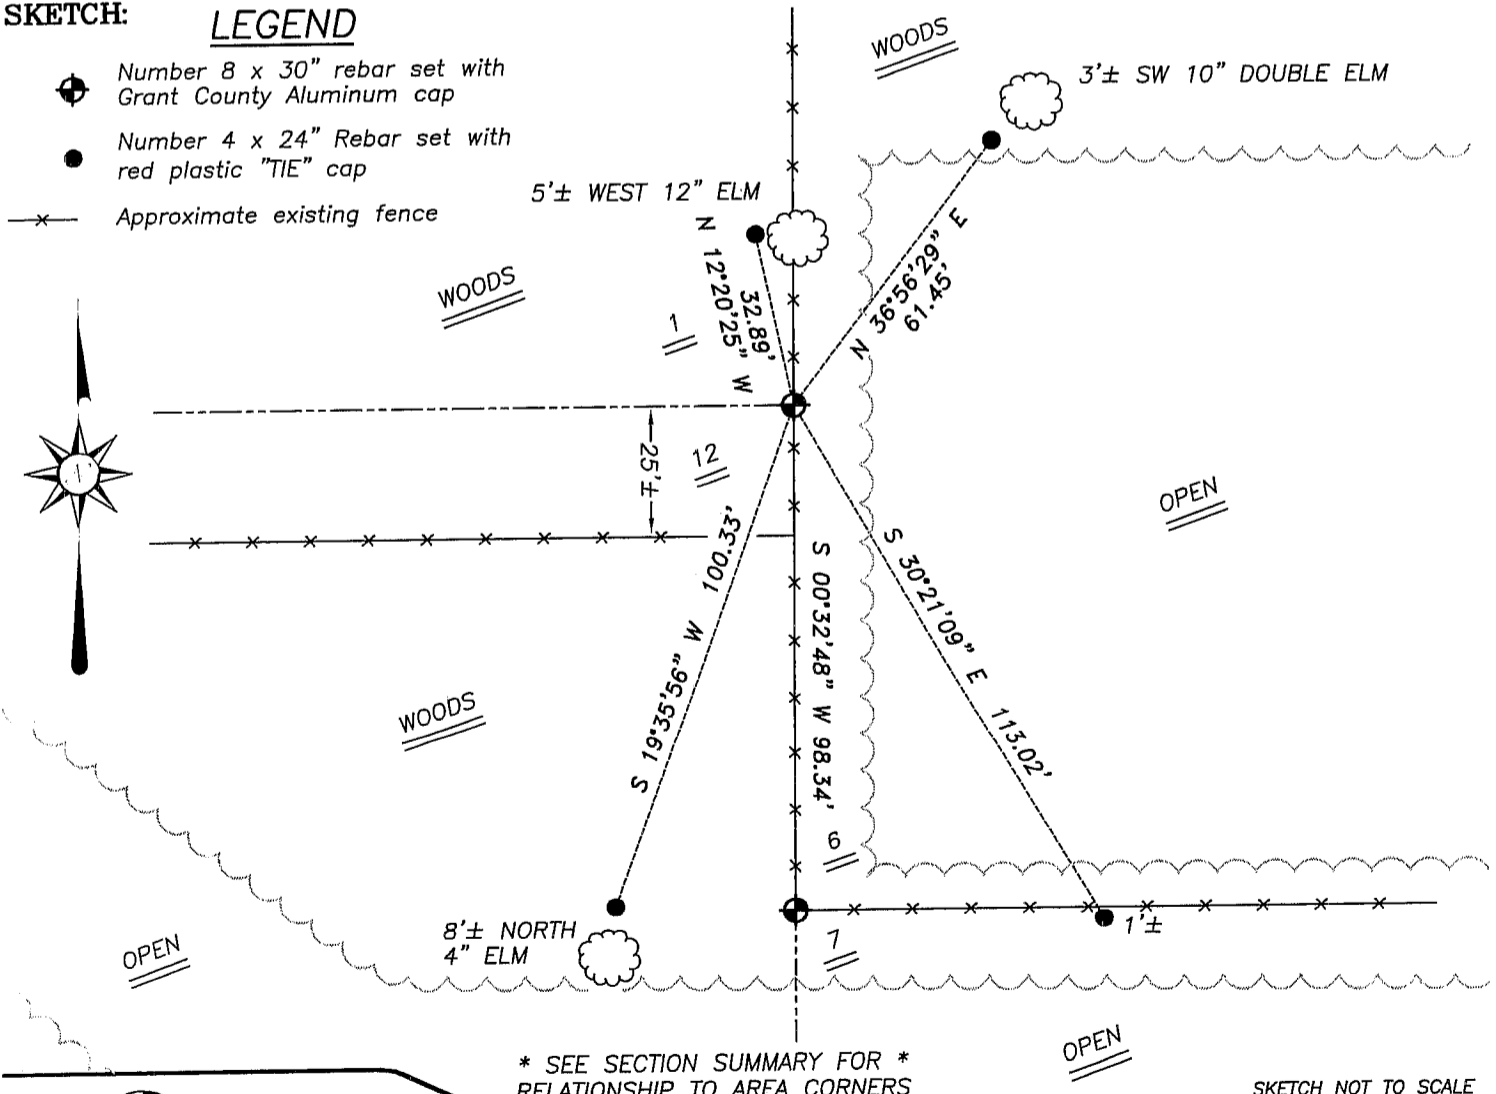 SKETCH:
LEGEND
Number 8 x 30" rebar set with
Grant County Aluminum cap
Number 4 x 24" Rebar set with
red plastic "TIE" cap
Approximate existing fence
WOODS
3'± SW 10" DOUBLE ELM
5'± WEST 12" ELM
N 12°20'25" W
32.89'
N 36°56'29" E
61.45'
WOODS
1
12
25'±
OPEN
S 19°35'56" W 100.33'
S 00°32'48" W 98.34'
S 30°21'09" E 113.02'
WOODS
6
7
1'±
8'± NORTH
4" ELM
OPEN
OPEN
* SEE SECTION SUMMARY FOR *
RELATIONSHIP TO AREA CORNERS
SKETCH NOT TO SCALE